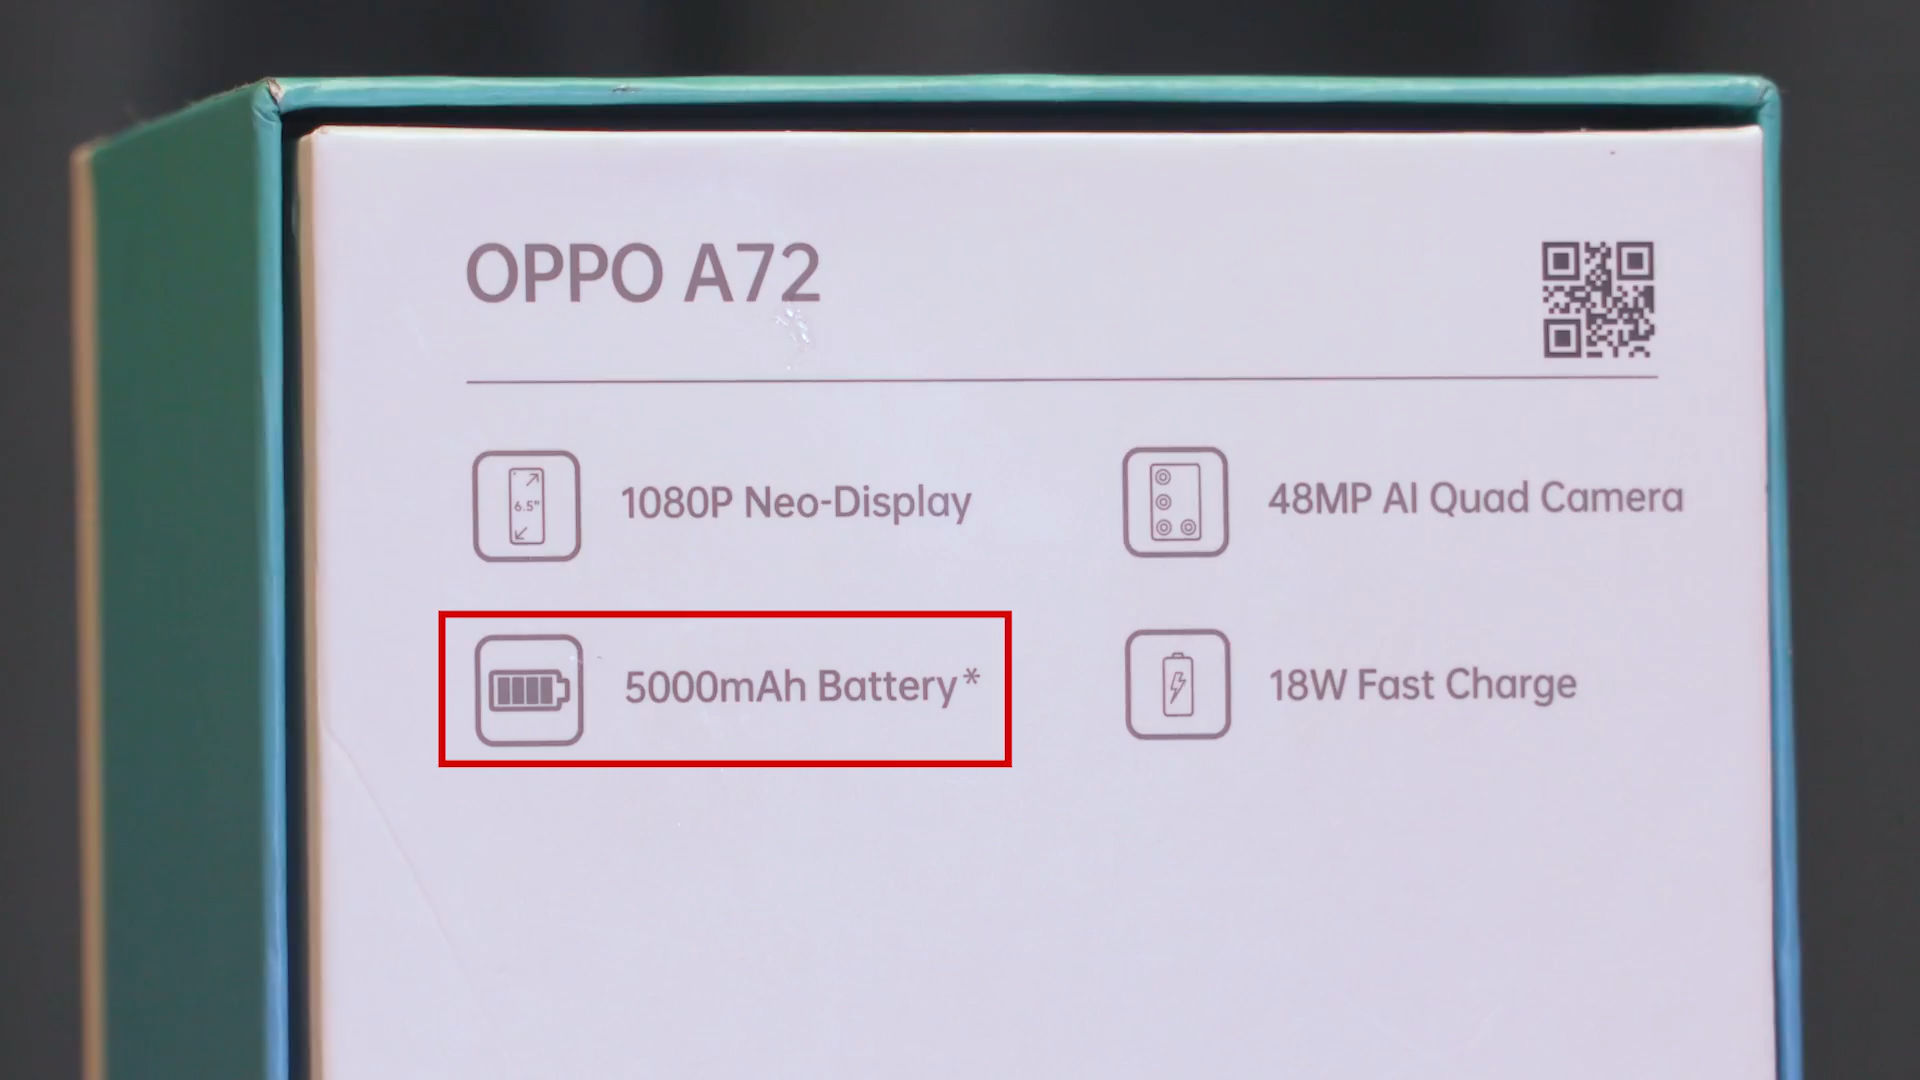 OPPO A72
6.5"
1080P Neo-Display
48MP AI Quad Camera
5000mAh Battery*
18W Fast Charge